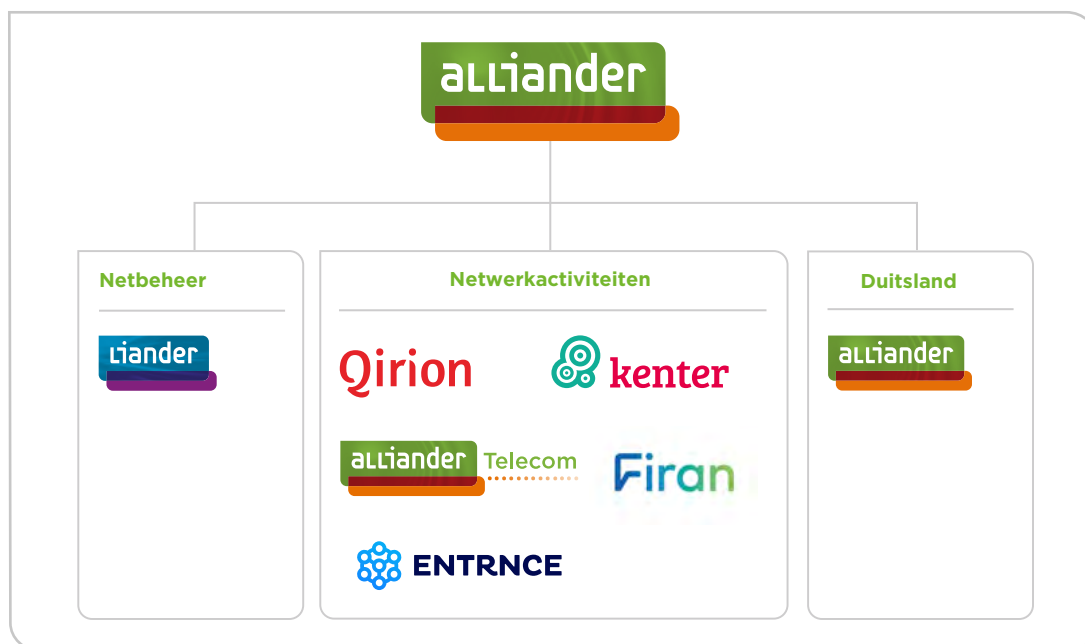 alliander
Netbeheer
Liander
Netwerkactiviteiten
Qirion
kenter
alliander Telecom
Firan
ENTRNCE
Duitsland
alliander